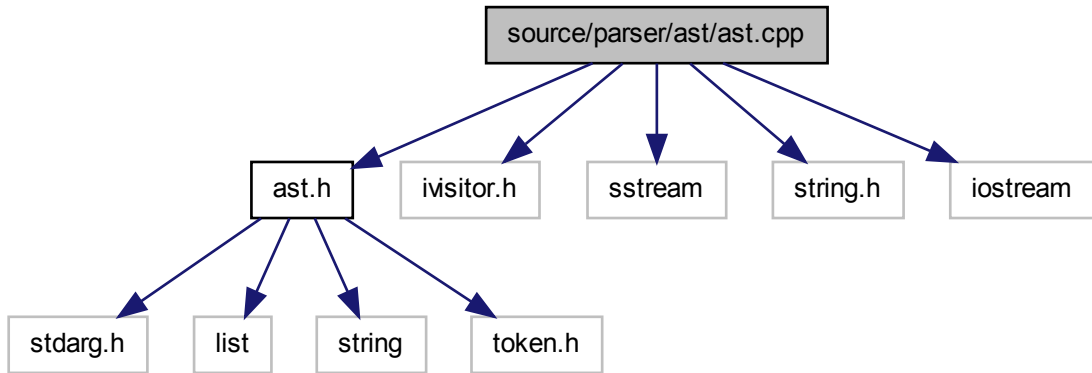 source/parser/ast/ast.cpp
ast.h
ivisitor.h
sstream
string.h
iostream
stdarg.h
list
string
token.h